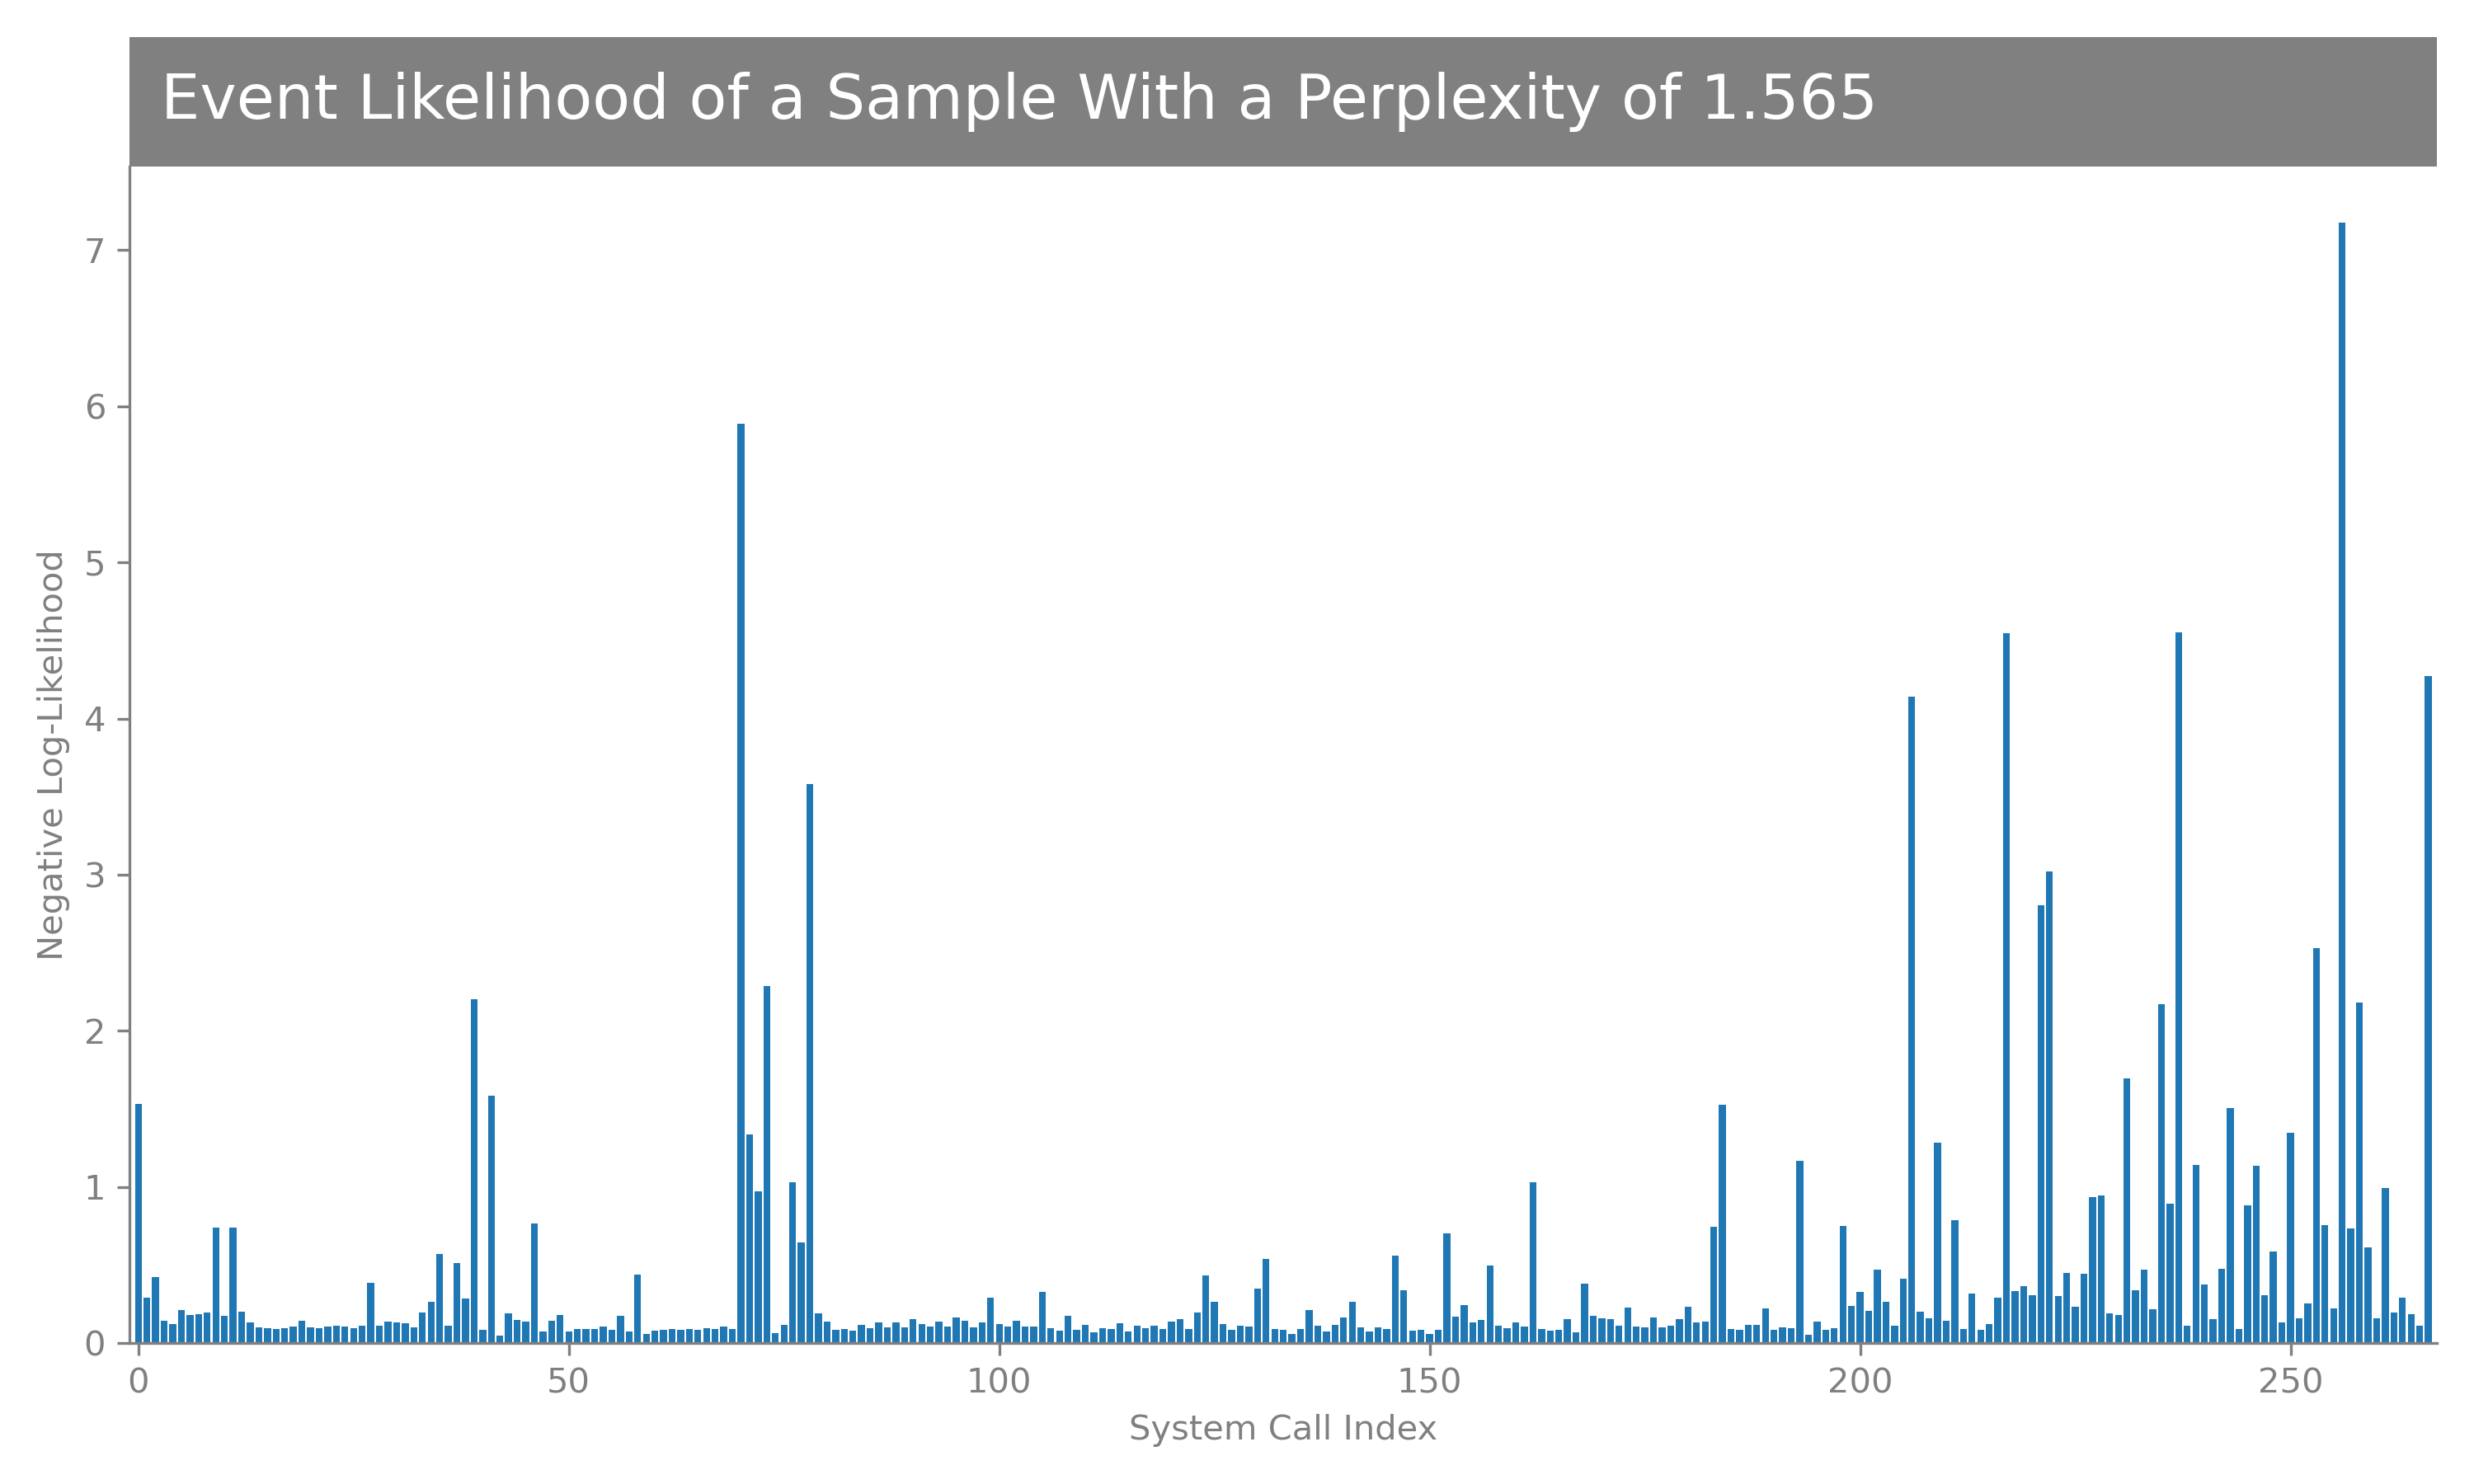 Event Likelihood of a Sample With a Perplexity of 1.565
7
6
5
4
3
2
1
0
Negative Log-Likelihood
0 50 100 150 200 250
System Call Index